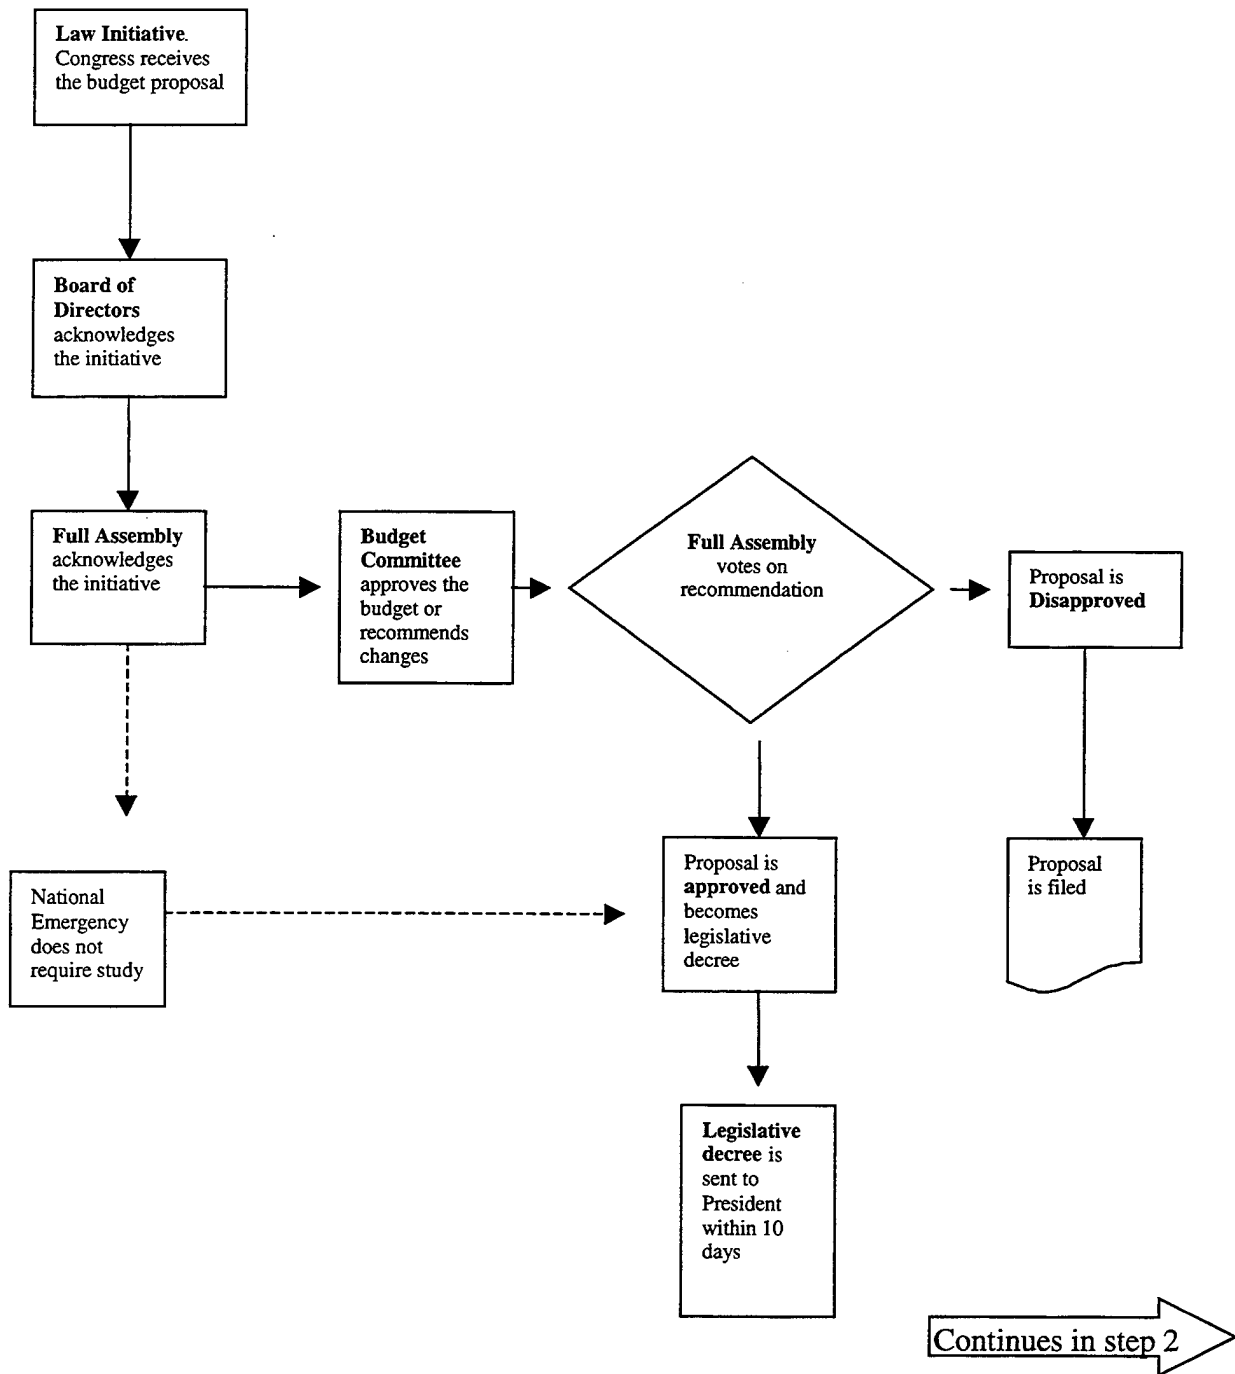 Law Initiative.
Congress receives
the budget proposal
Board of
Directors
acknowledges
the initiative
Full Assembly
acknowledges
the initiative
Budget
Committee
approves the
budget or
recommends
changes
Full Assembly
votes on
recommendation
Proposal is
Disapproved
National
Emergency
does not
require study
Proposal is
approved and
becomes
legislative
decree
Proposal
is filed
Legislative
decree is
sent to
President
within 10
days
Continues in step 2